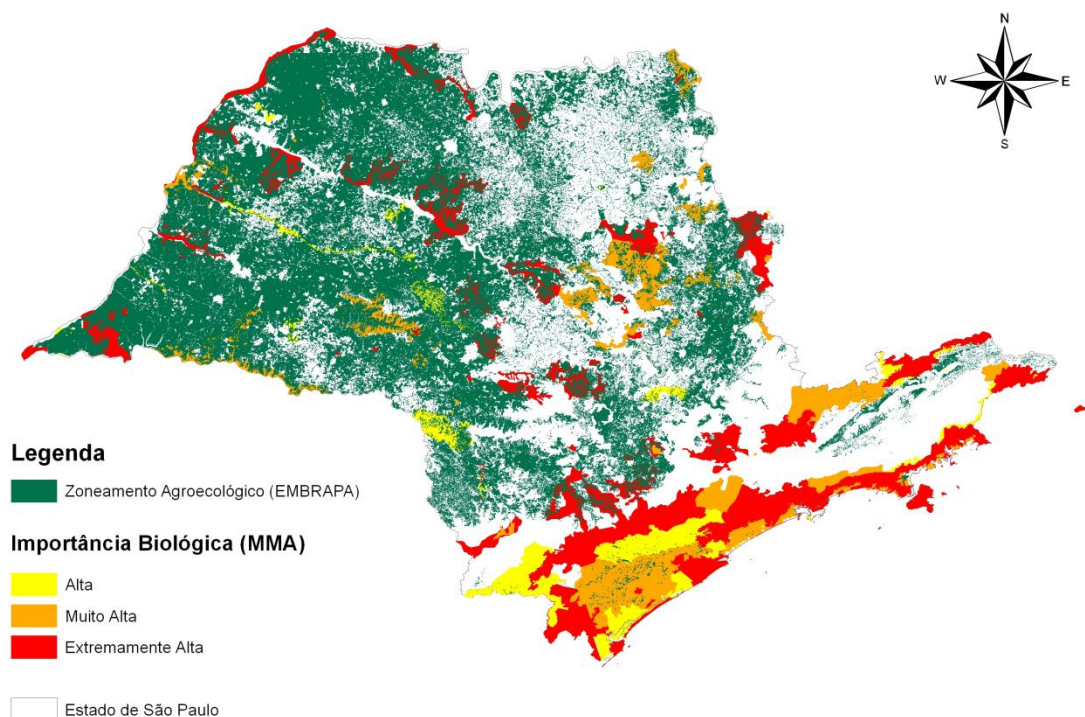 N
W
E
S
Legenda
Zoneamento Agroecológico (EMBRAPA)
Importância Biológica (MMA)
Alta
Muito Alta
Extremamente Alta
Estado de São Paulo